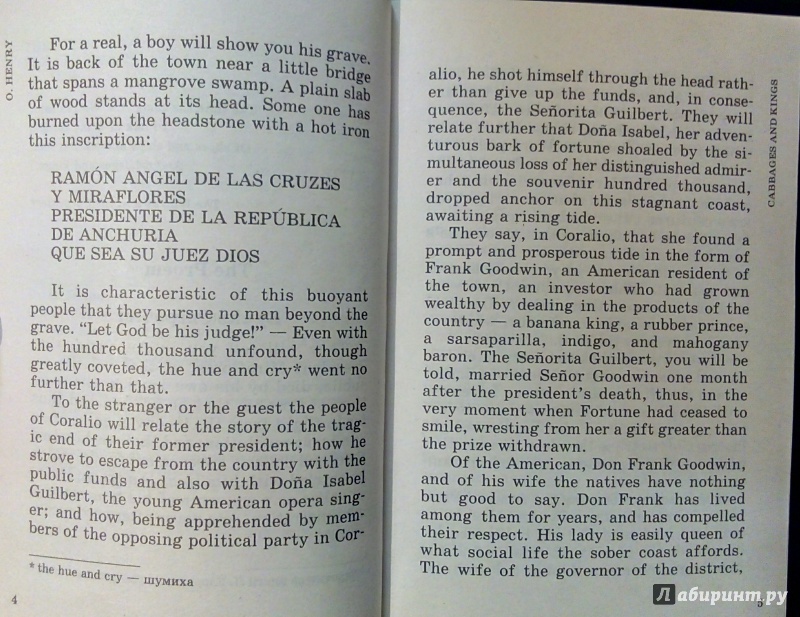 O. HENRY
For a real, a boy will show you his grave.
It is back of the town near a little bridge
that spans a mangrove swamp. A plain slab
of wood stands at its head. Some one has
burned upon the headstone with a hot iron
this inscription:
RAMÓN ANGEL DE LAS CRUZES
Y MIRAFLORES
PRESIDENTE DE LA REPÚBLICA
DE ANCHURIA
QUE SEA SU JUEZ DIOS
It is characteristic of this buoyant
people that they pursue no man beyond the
grave. “Let God be his judge!” — Even with
the hundred thousand unfound, though
greatly coveted, the hue and cry* went no
further than that.
To the stranger or the guest the people
of Coralio will relate the story of the trag-
ic end of their former president; how he
strove to escape from the country with the
public funds and also with Doña Isabel
Guilbert, the young American opera sing-
er; and how, being apprehended by mem-
bers of the opposing political party in Cor-
* the hue and cry — шумиха
4
CABBAGES AND KINGS
alio, he shot himself through the head rath-
er than give up the funds, and, in conse-
quence, the Señorita Guilbert. They will
relate further that Doña Isabel, her adven-
turous bark of fortune shoaled by the si-
multaneous loss of her distinguished admir-
er and the souvenir hundred thousand,
dropped anchor on this stagnant coast,
awaiting a rising tide.
They say, in Coralio, that she found a
prompt and prosperous tide in the form of
Frank Goodwin, an American resident of
the town, an investor who had grown
wealthy by dealing in the products of the
country — a banana king, a rubber prince,
a sarsaparilla, indigo, and mahogany
baron. The Señorita Guilbert, you will be
told, married Señor Goodwin one month
after the president’s death, thus, in the
very moment when Fortune had ceased to
smile, wresting from her a gift greater than
the prize withdrawn.
Of the American, Don Frank Goodwin,
and of his wife the natives have nothing
but good to say. Don Frank has lived
among them for years, and has compelled
their respect. His lady is easily queen of
what social life the sober coast affords.
The wife of the governor of the district,
5
Лабиринт.ру